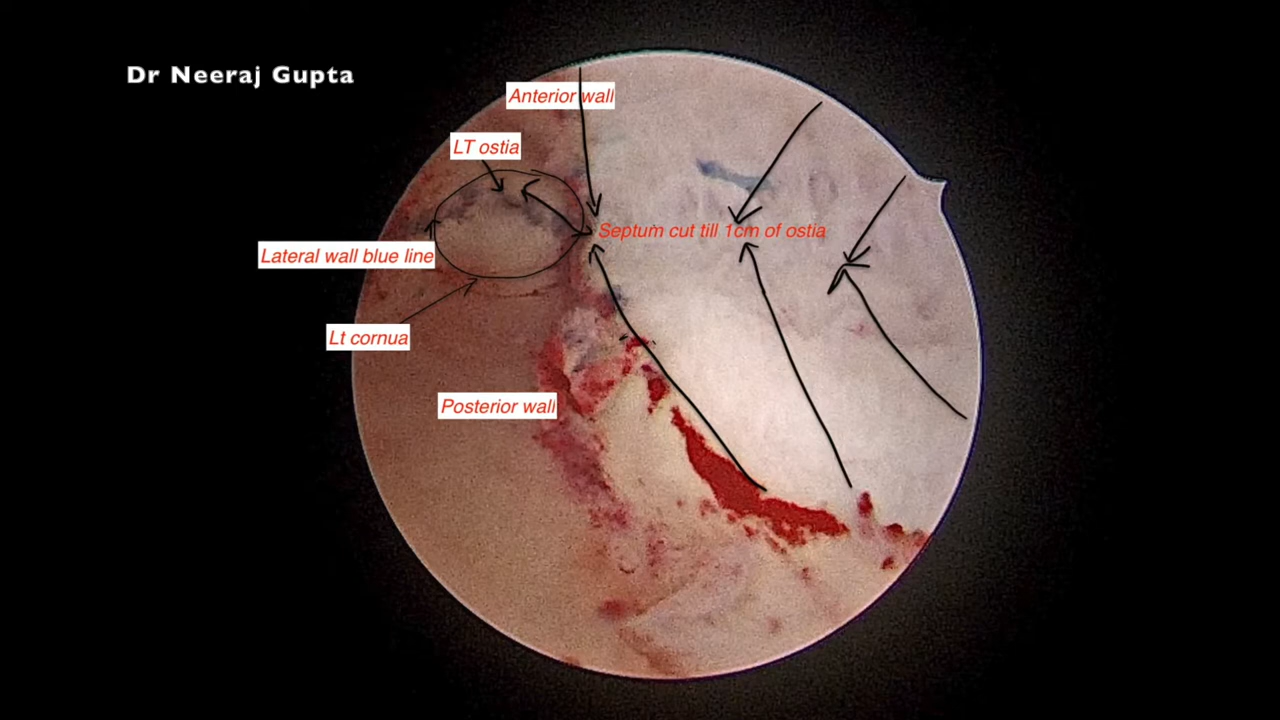 Dr Neeraj Gupta
Anterior wall
LT ostia
Septum cut till 1cm of ostia
Lateral wall blue line
Lt cornua
Posterior wall